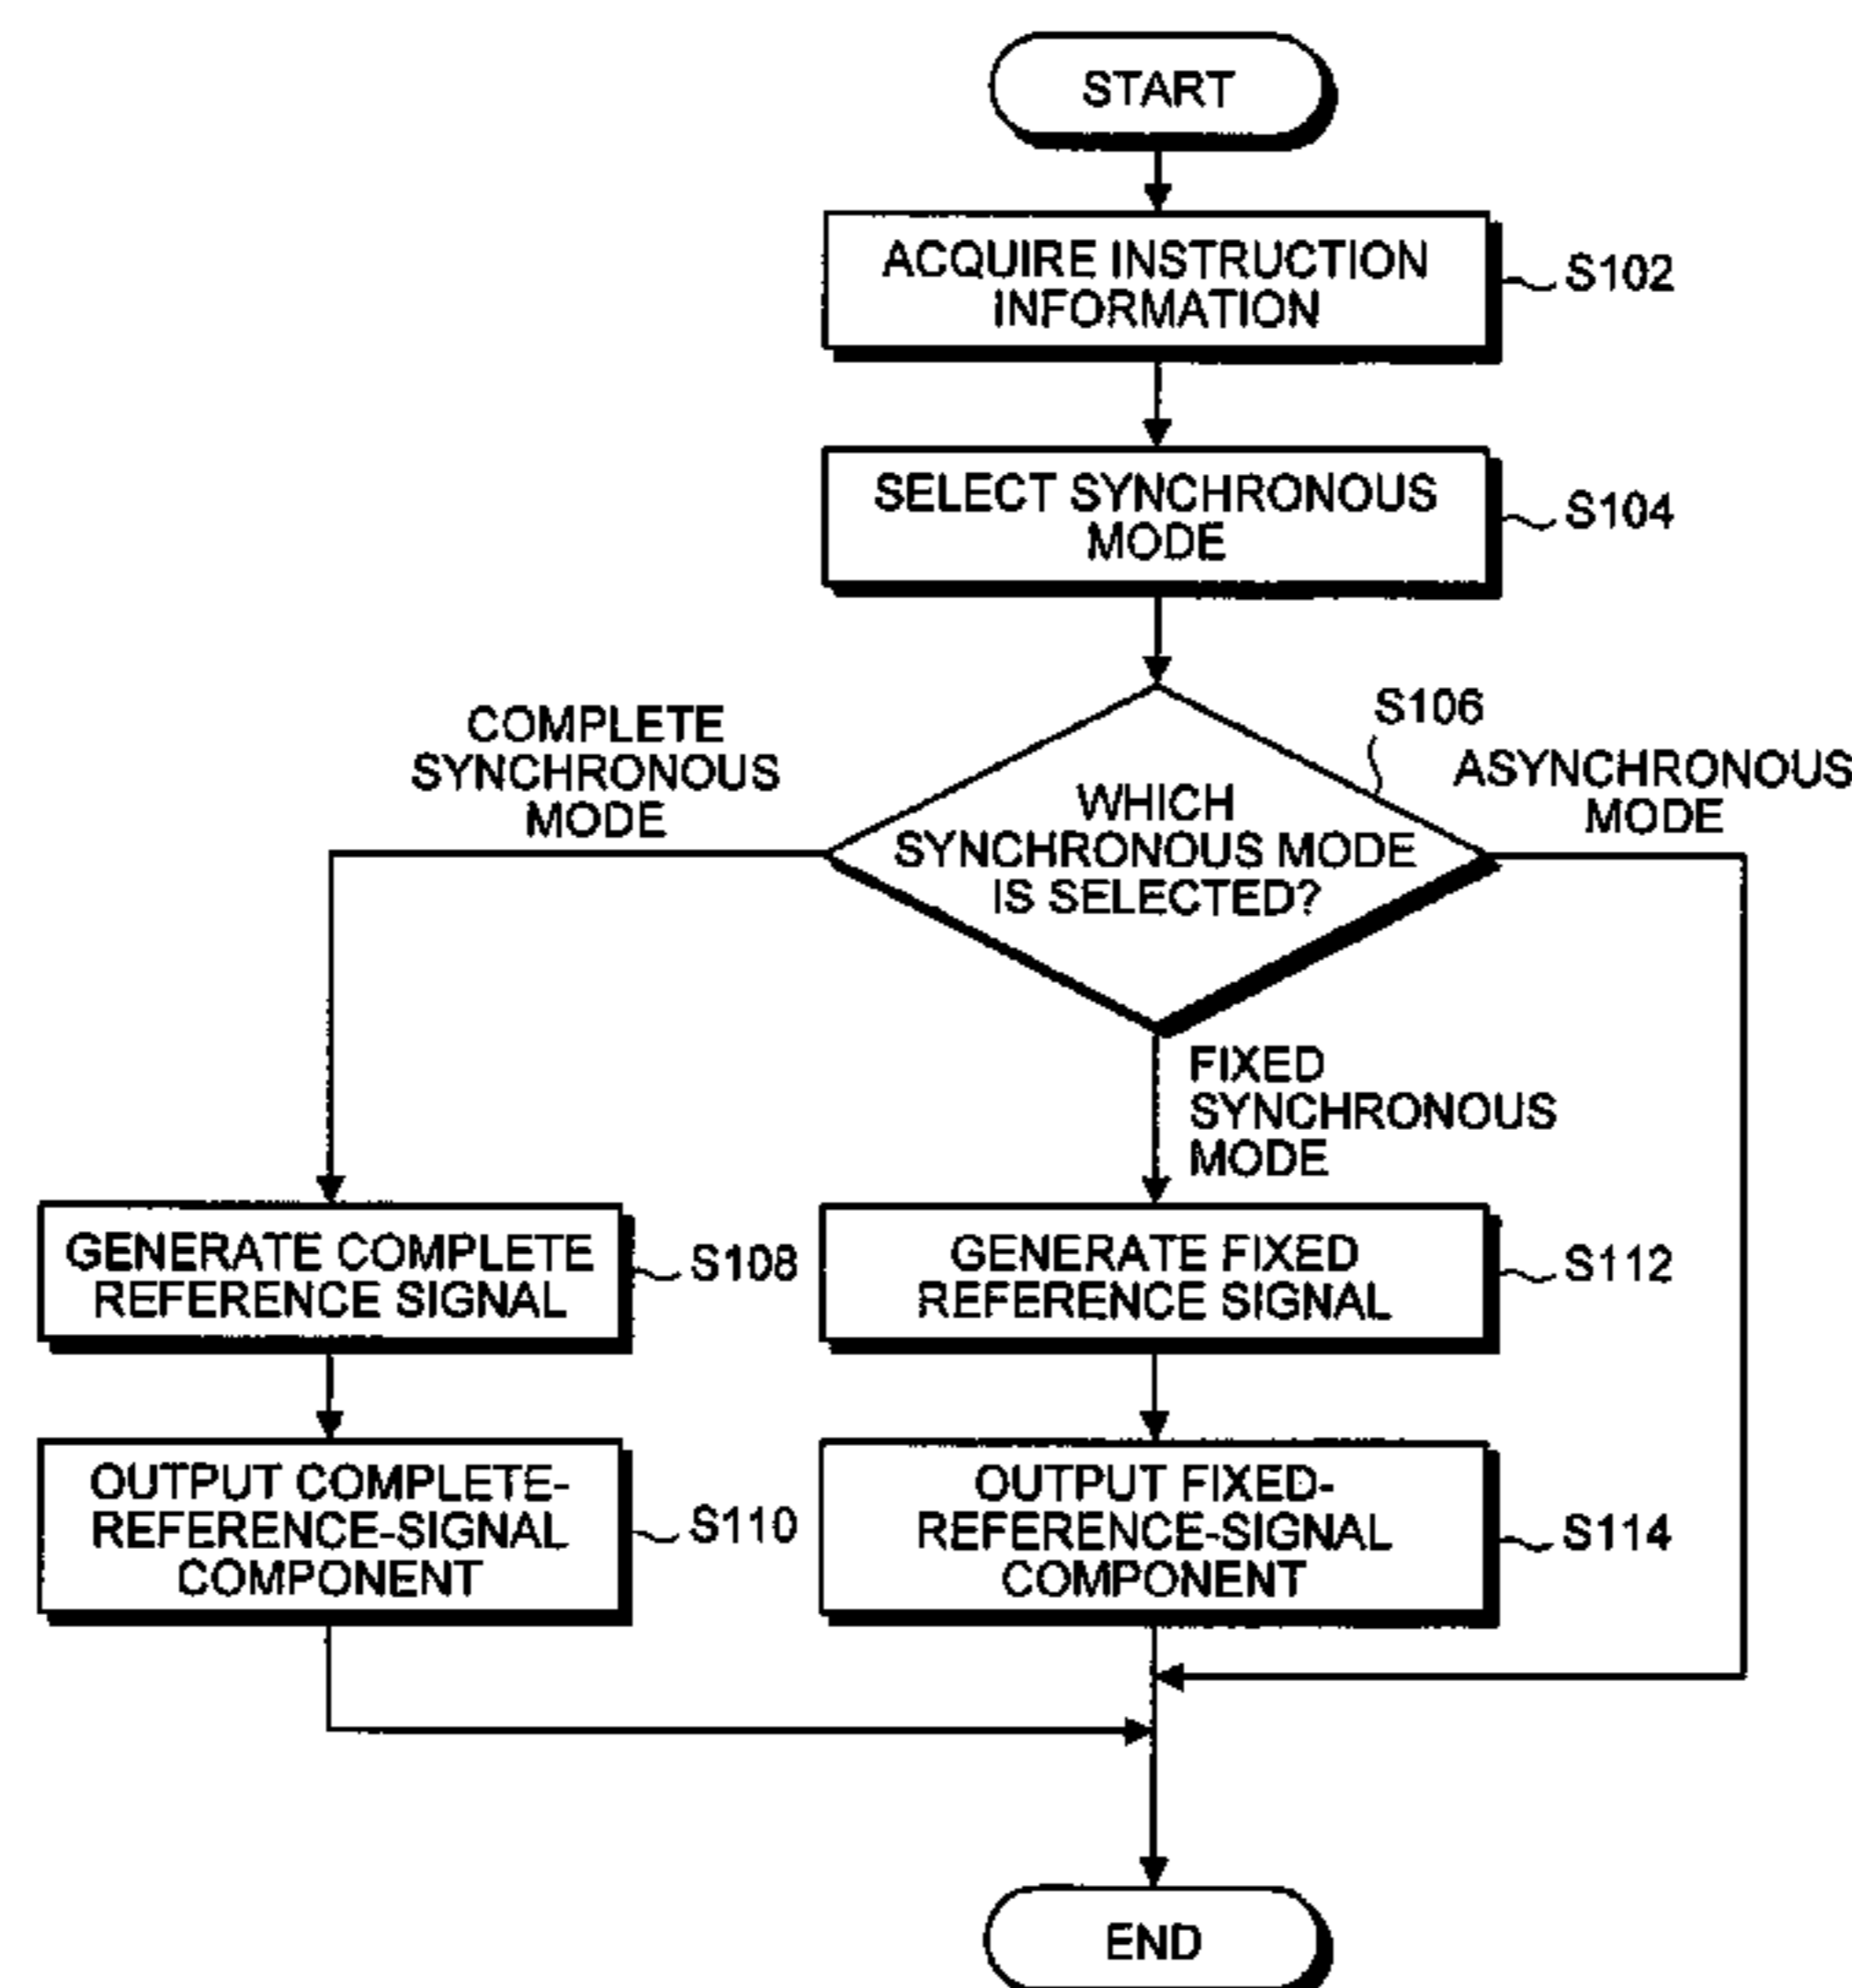 START
ACQUIRE INSTRUCTION
INFORMATION
S102
SELECT SYNCHRONOUS
MODE
S104
S106
COMPLETE
SYNCHRONOUS
MODE
WHICH
SYNCHRONOUS MODE
IS SELECTED?
ASYNCHRONOUS
MODE
FIXED
SYNCHRONOUS
MODE
GENERATE COMPLETE
REFERENCE SIGNAL
S108
GENERATE FIXED
REFERENCE SIGNAL
S112
OUTPUT COMPLETE-
REFERENCE-SIGNAL
COMPONENT
S110
OUTPUT FIXED-
REFERENCE-SIGNAL
COMPONENT
S114
END